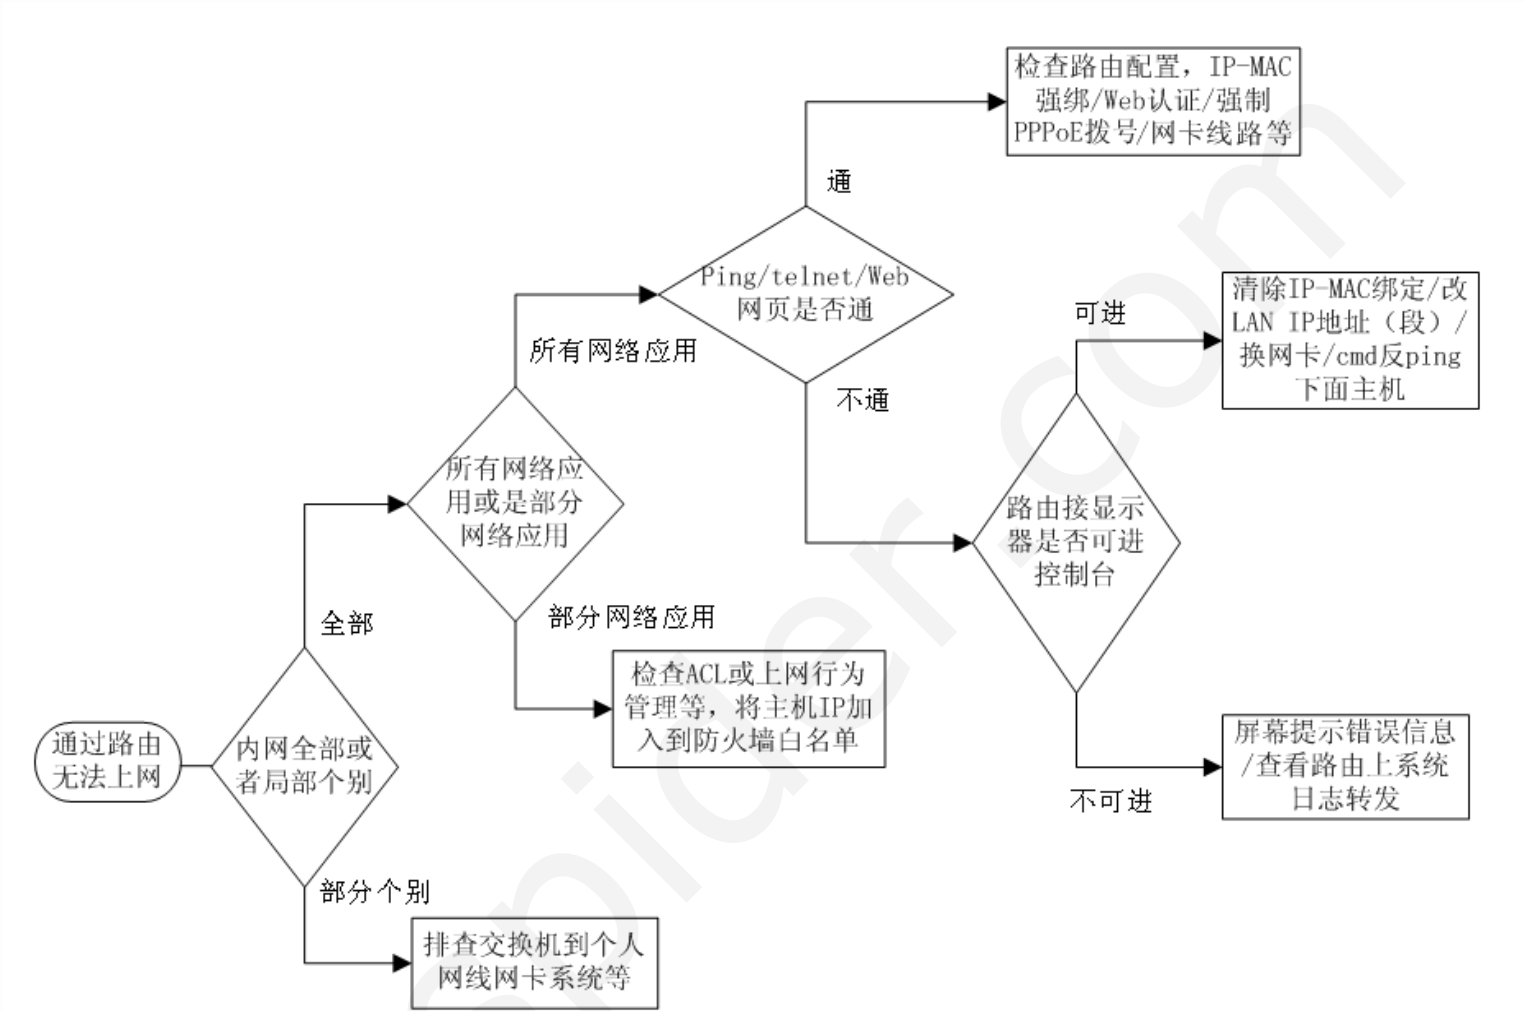 检查路由配置，IP-MAC
强绑/Web认证/强制
PPPoE拨号/网卡线路等
通
Ping/telnet/Web
网页是否通
可进
清除IP-MAC绑定/改
LAN IP地址（段）/
换网卡/cmd反ping
下面主机
所有网络应用
不通
所有网络应
用或是部分
网络应用
路由接显示
器是否可进
控制台
全部
部分网络应用
检查ACL或上网行为
管理等，将主机IP加
入到防火墙白名单
通过路由
无法上网
内网全部或
者局部个别
屏幕提示错误信息
/查看路由上系统
日志转发
不可进
部分个别
排查交换机到个人
网线网卡系统等
spider.com